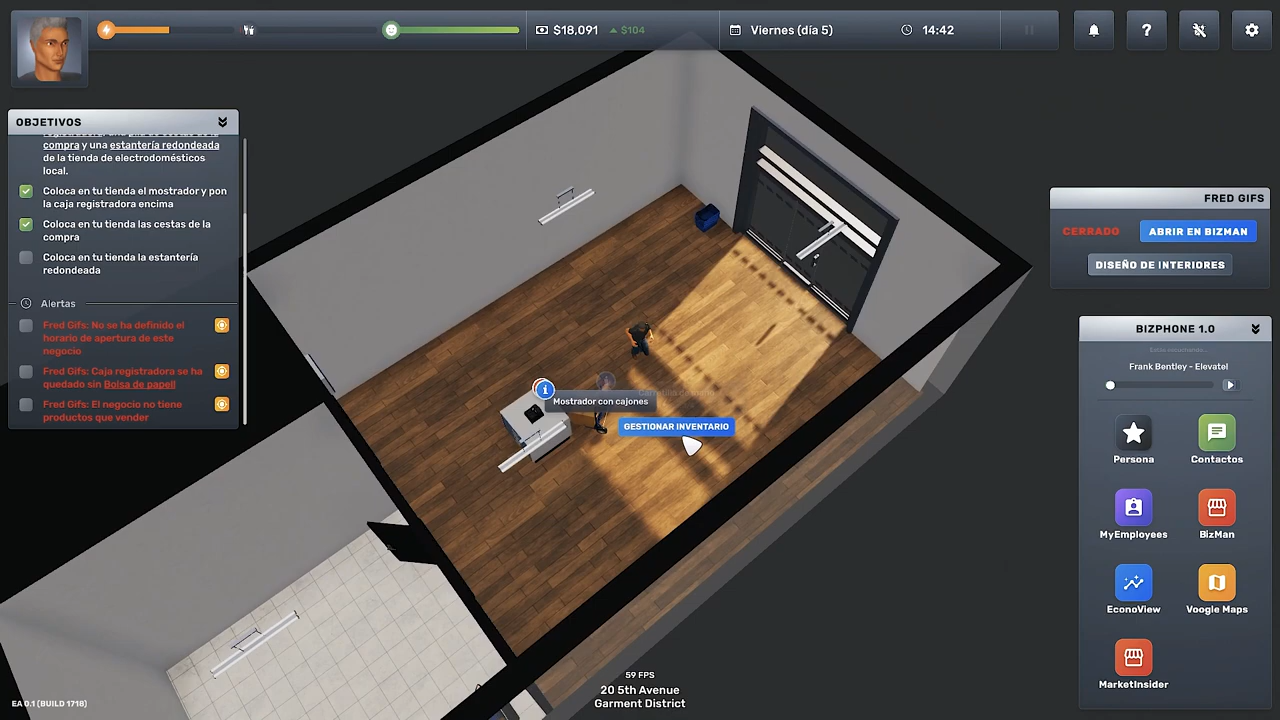 $18,091
$104
Viernes (día 5)
14:42
OBJETIVOS
compra y una estantería redondeada
de la tienda de electrodomésticos
local.
Coloca en tu tienda el mostrador y pon
la caja registradora encima
Coloca en tu tienda las cestas de la
compra
Coloca en tu tienda la estantería
redondeada
Alertas
Fred Gifs: No se ha definido el
horario de apertura de este
negocio
Fred Gifs: Caja registradora se ha
quedado sin Bolsa de papel!
Fred Gifs: El negocio no tiene
productos que vender
Mostrador con cajones
GESTIONAR INVENTARIO
FRED GIFS
CERRADO
ABRIR EN BIZMAN
DISEÑO DE INTERIORES
BIZPHONE 1.0
Estás escuchando...
Frank Bentley - Elevatel
Persona
Contactos
MyEmployees
BizMan
EconoView
Voogle Maps
MarketInsider
59 FPS
20 5th Avenue
Garment District
EA 0.1 (BUILD 1718)